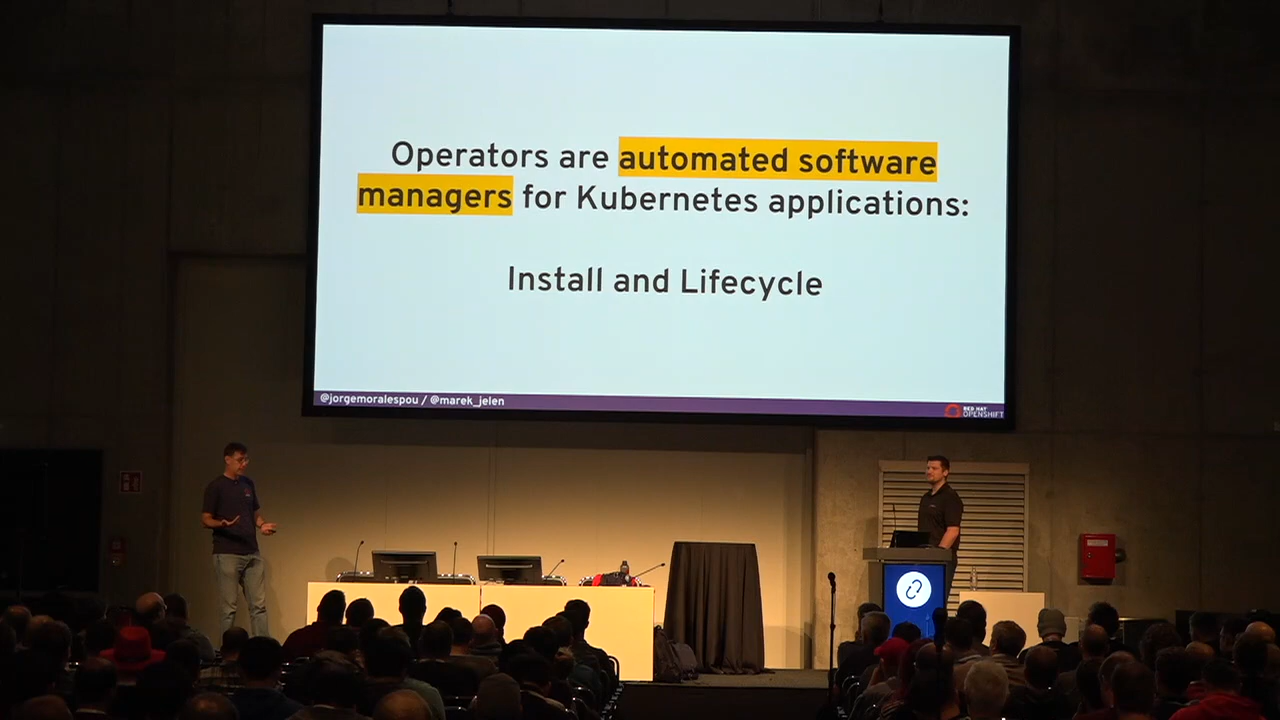 Operators are automated software
managers for Kubernetes applications:
Install and Lifecycle
@jorgemoralespou / @marek_jelen
RED HAT
OPENSHIFT